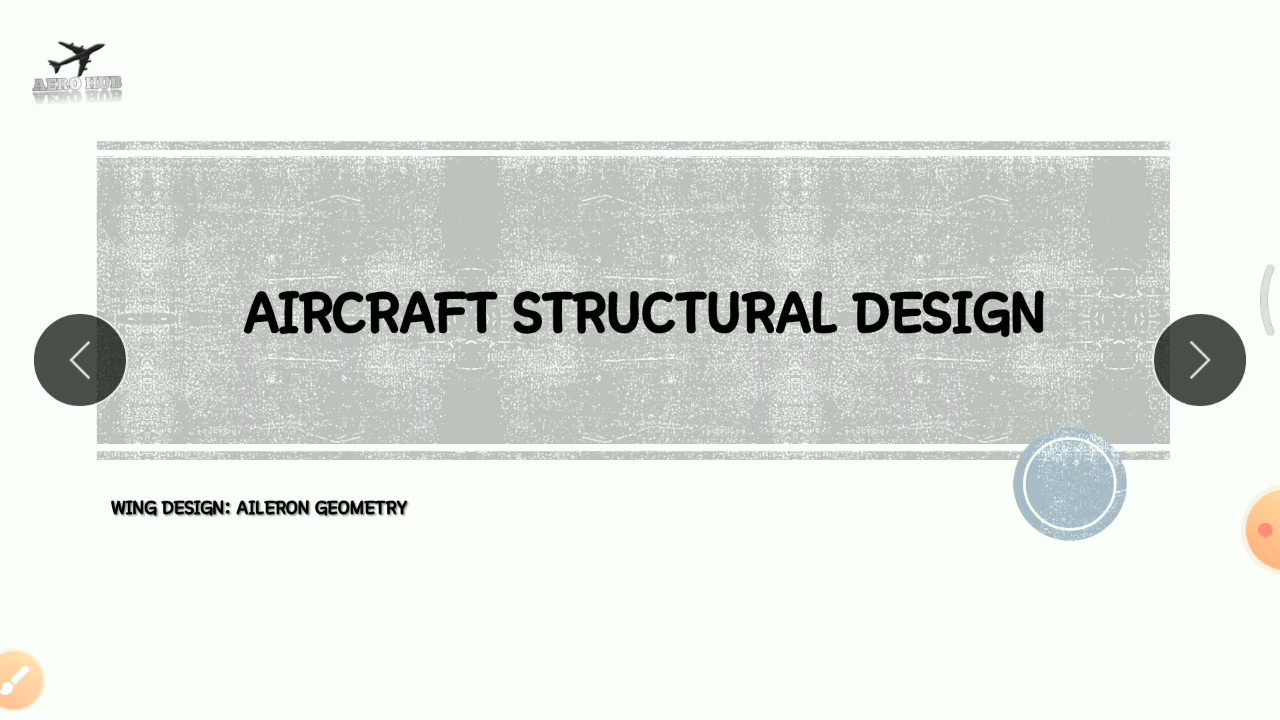 AERO HUB
AIRCRAFT STRUCTURAL DESIGN
WING DESIGN: AILERON GEOMETRY